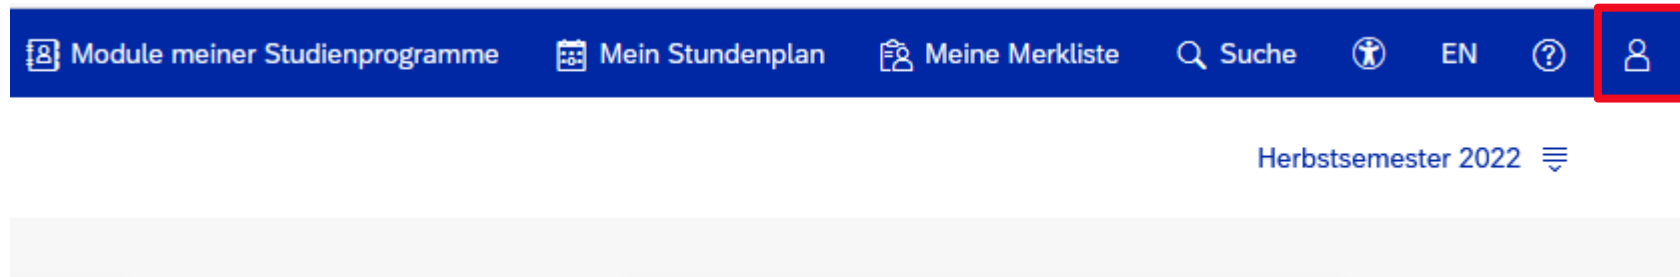 Module meiner Studienprogramme Mein Stundenplan Meine Merkliste Suche EN
Herbstsemester 2022